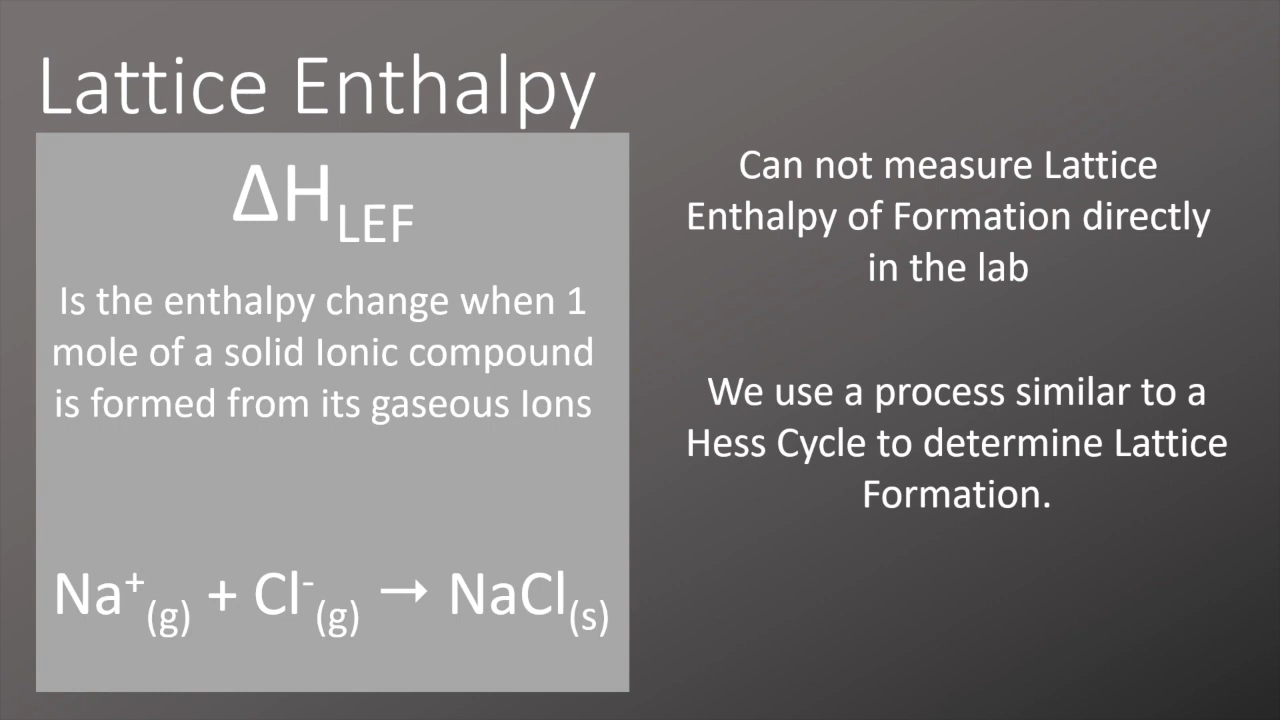 Lattice Enthalpy
ΔH_LEF
Is the enthalpy change when 1
mole of a solid Ionic compound
is formed from its gaseous Ions
Na⁺(g) + Cl⁻(g) → NaCl(s)
Can not measure Lattice
Enthalpy of Formation directly
in the lab
We use a process similar to a
Hess Cycle to determine Lattice
Formation.